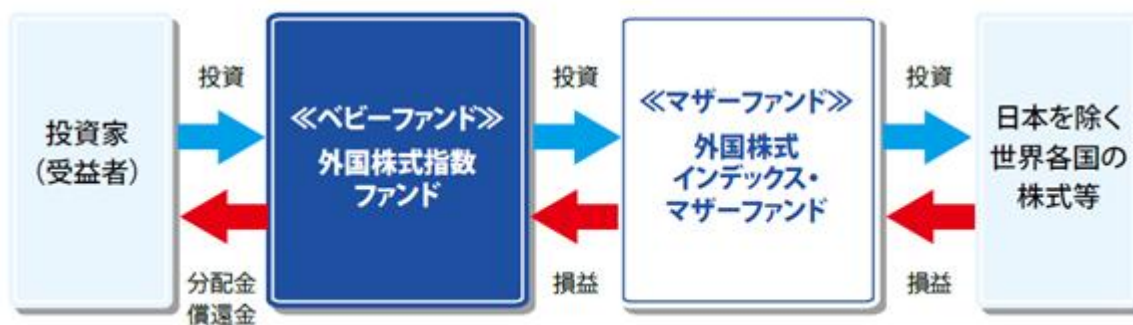 投資家
（受益者）
投資
分配金
償還金
≪ベビーファンド≫
外国株式指数
ファンド
投資
損益
≪マザーファンド≫
外国株式
インデックス・
マザーファンド
投資
損益
日本を除く
世界各国の
株式等